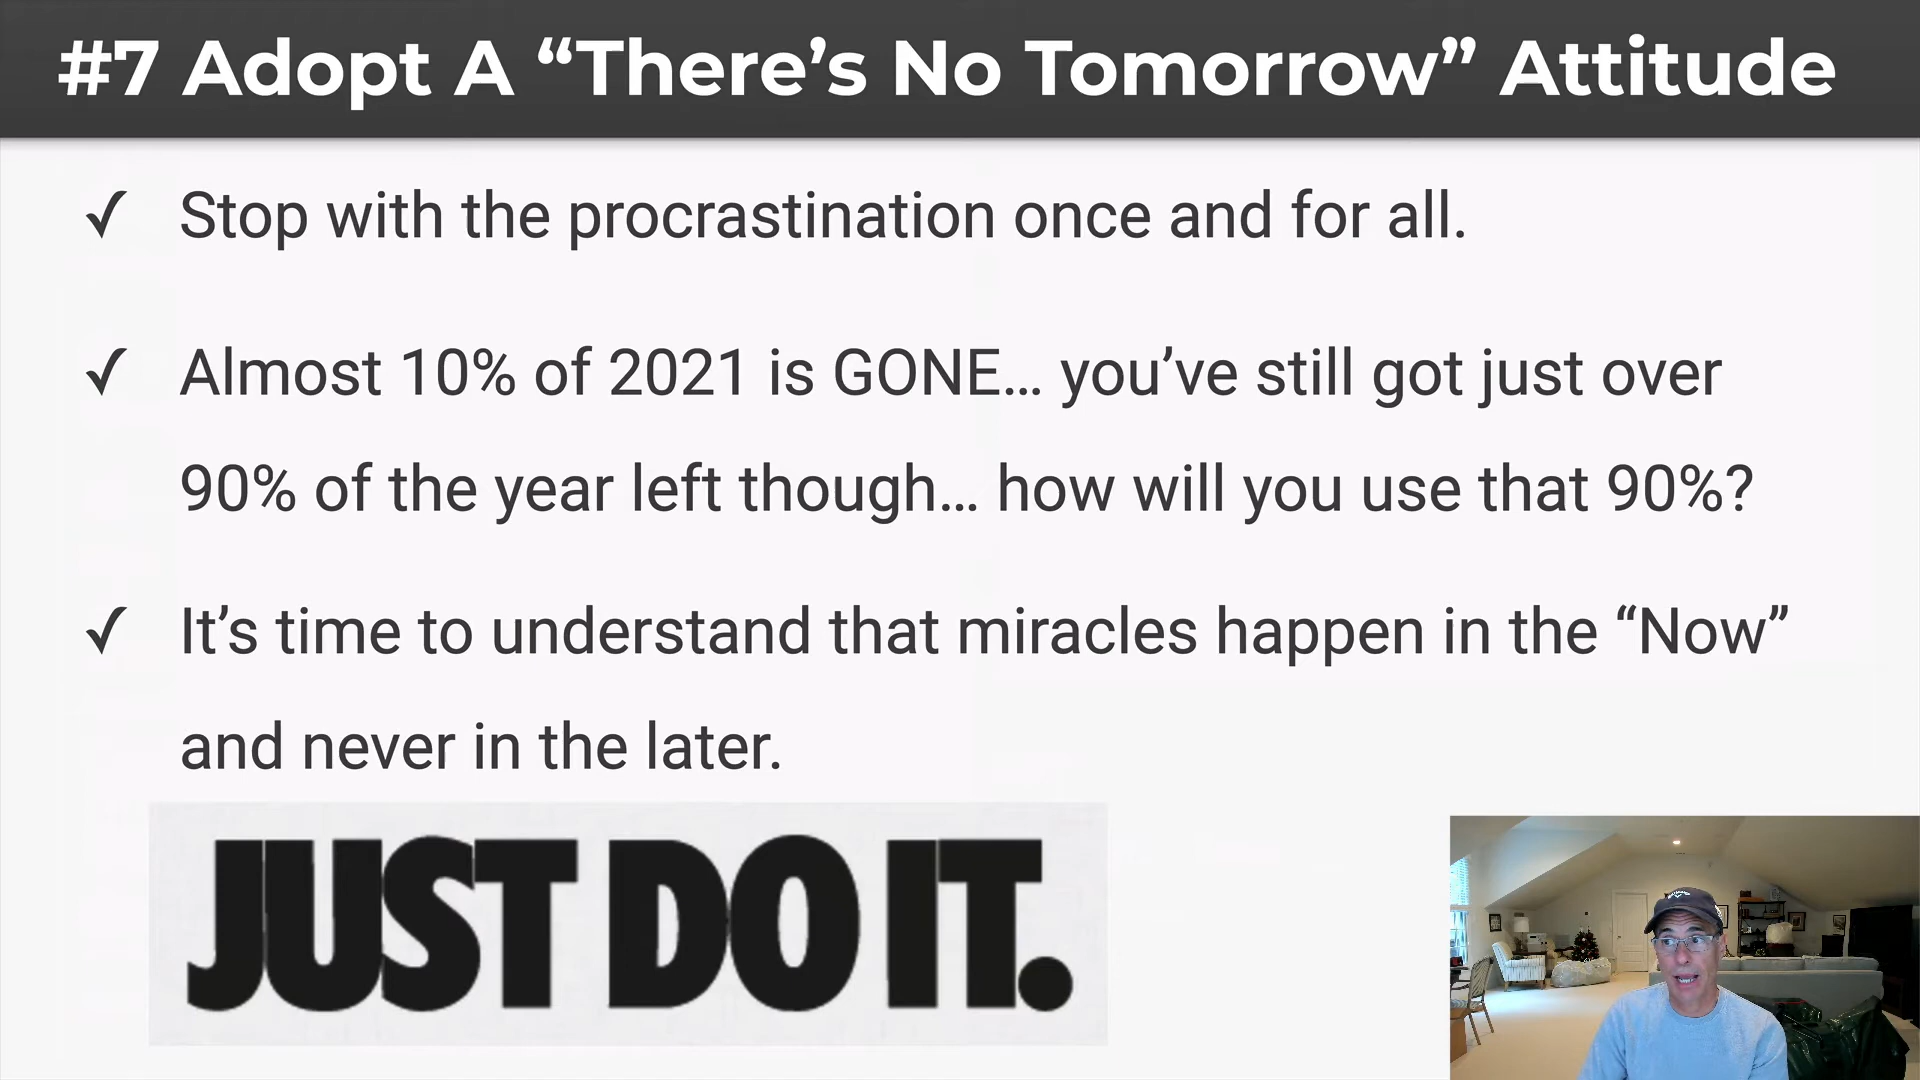 #7 Adopt A “There’s No Tomorrow” Attitude
✓ Stop with the procrastination once and for all.
✓ Almost 10% of 2021 is GONE… you’ve still got just over
90% of the year left though… how will you use that 90%?
✓ It’s time to understand that miracles happen in the “Now”
and never in the later.
JUST DO IT.